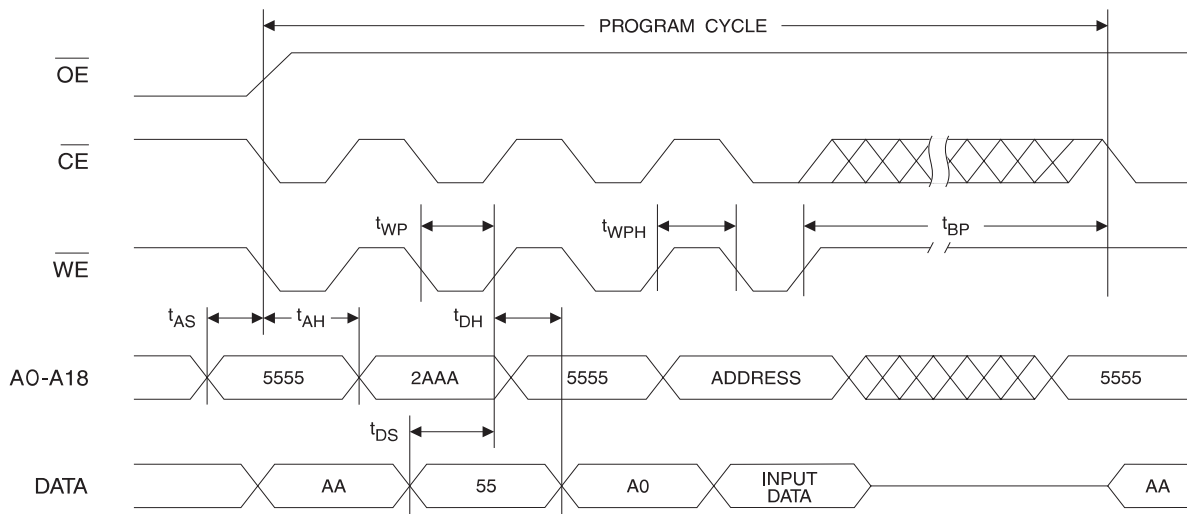 PROGRAM CYCLE
OE
CE
tWP
tWPH
tBP
WE
tAS
tAH
tDH
A0-A18
5555
2AAA
5555
ADDRESS
5555
tDS
DATA
AA
55
A0
INPUT
DATA
AA